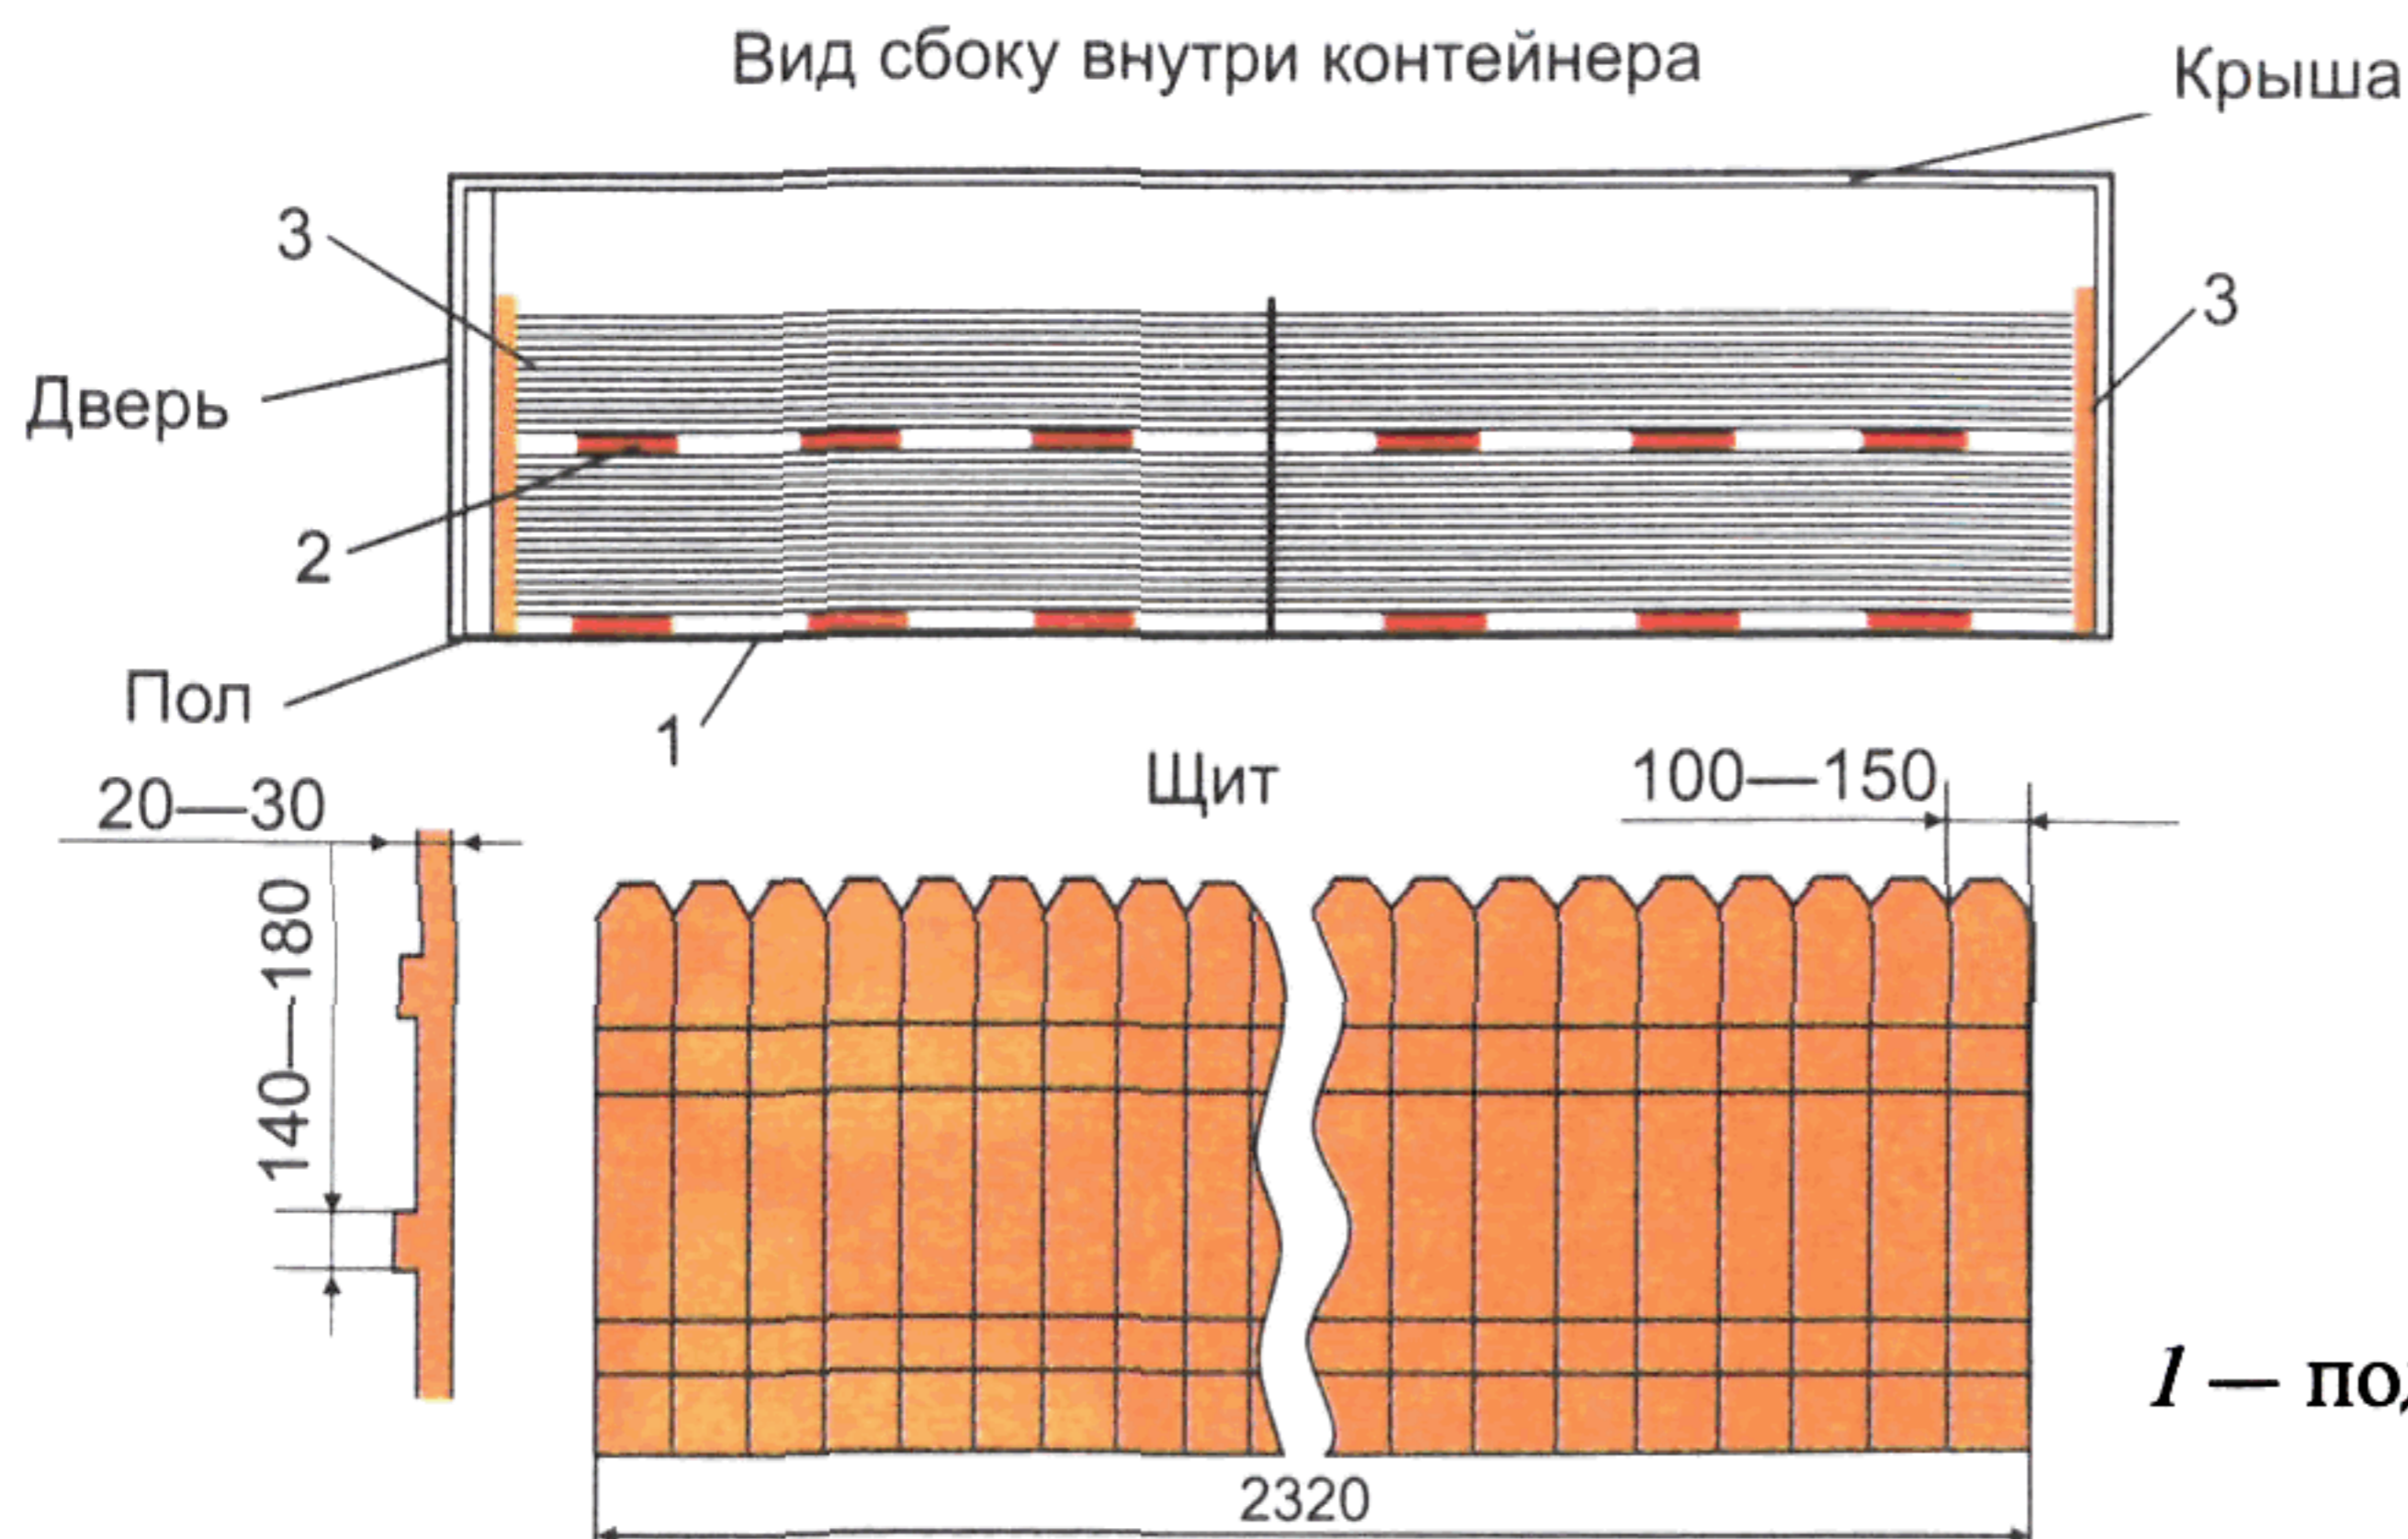 Вид сбоку внутри контейнера
Крыша
3
3
Дверь
2
Пол
1
Щит
100—150
20—30
140—180
1 —
2320